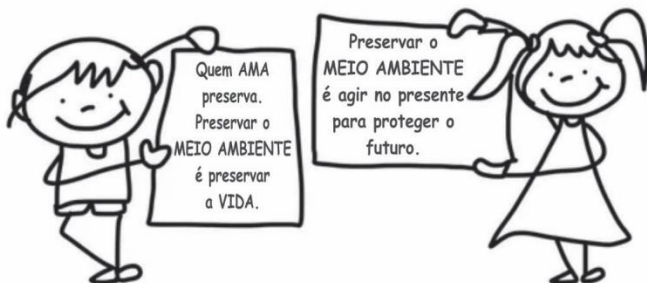 Quem AMA
preserva.
Preservar o
MEIO AMBIENTE
é preservar
a VIDA.
Preservar o
MEIO AMBIENTE
é agir no presente
para proteger o
futuro.